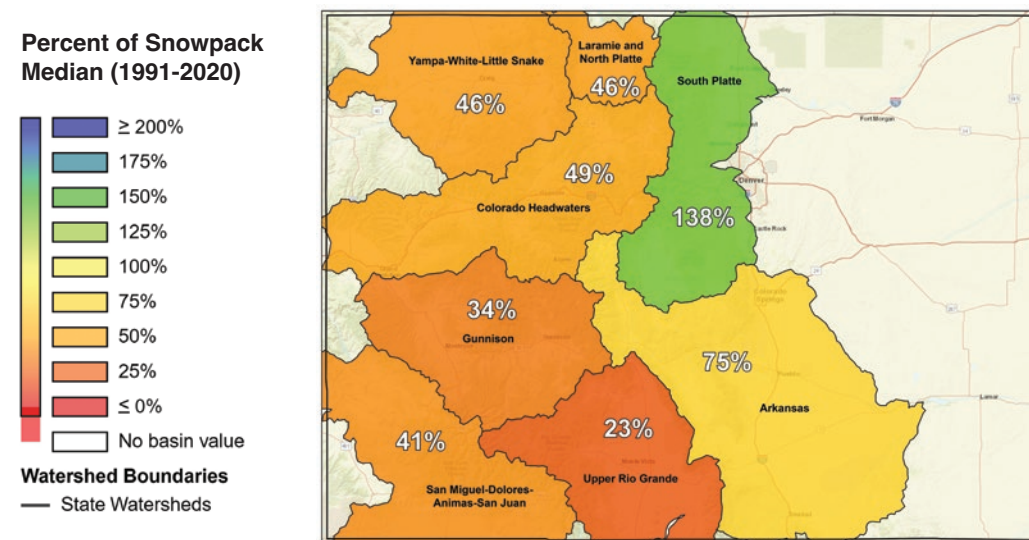 Percent of Snowpack
Median (1991-2020)
≥ 200%
175%
150%
125%
100%
75%
50%
25%
≤ 0%
No basin value
Watershed Boundaries
State Watersheds
Yampa-White-Little Snake
46%
Laramie and
North Platte
46%
South Platte
Fort Morgan
49%
Colorado Headwaters
Denver
138%
Castle Rock
34%
Gunnison
Colorado
Springs
75%
Pueblo
Arkansas
Lamar
41%
23%
Upper Rio Grande
San Miguel-Dolores-
Animas-San Juan